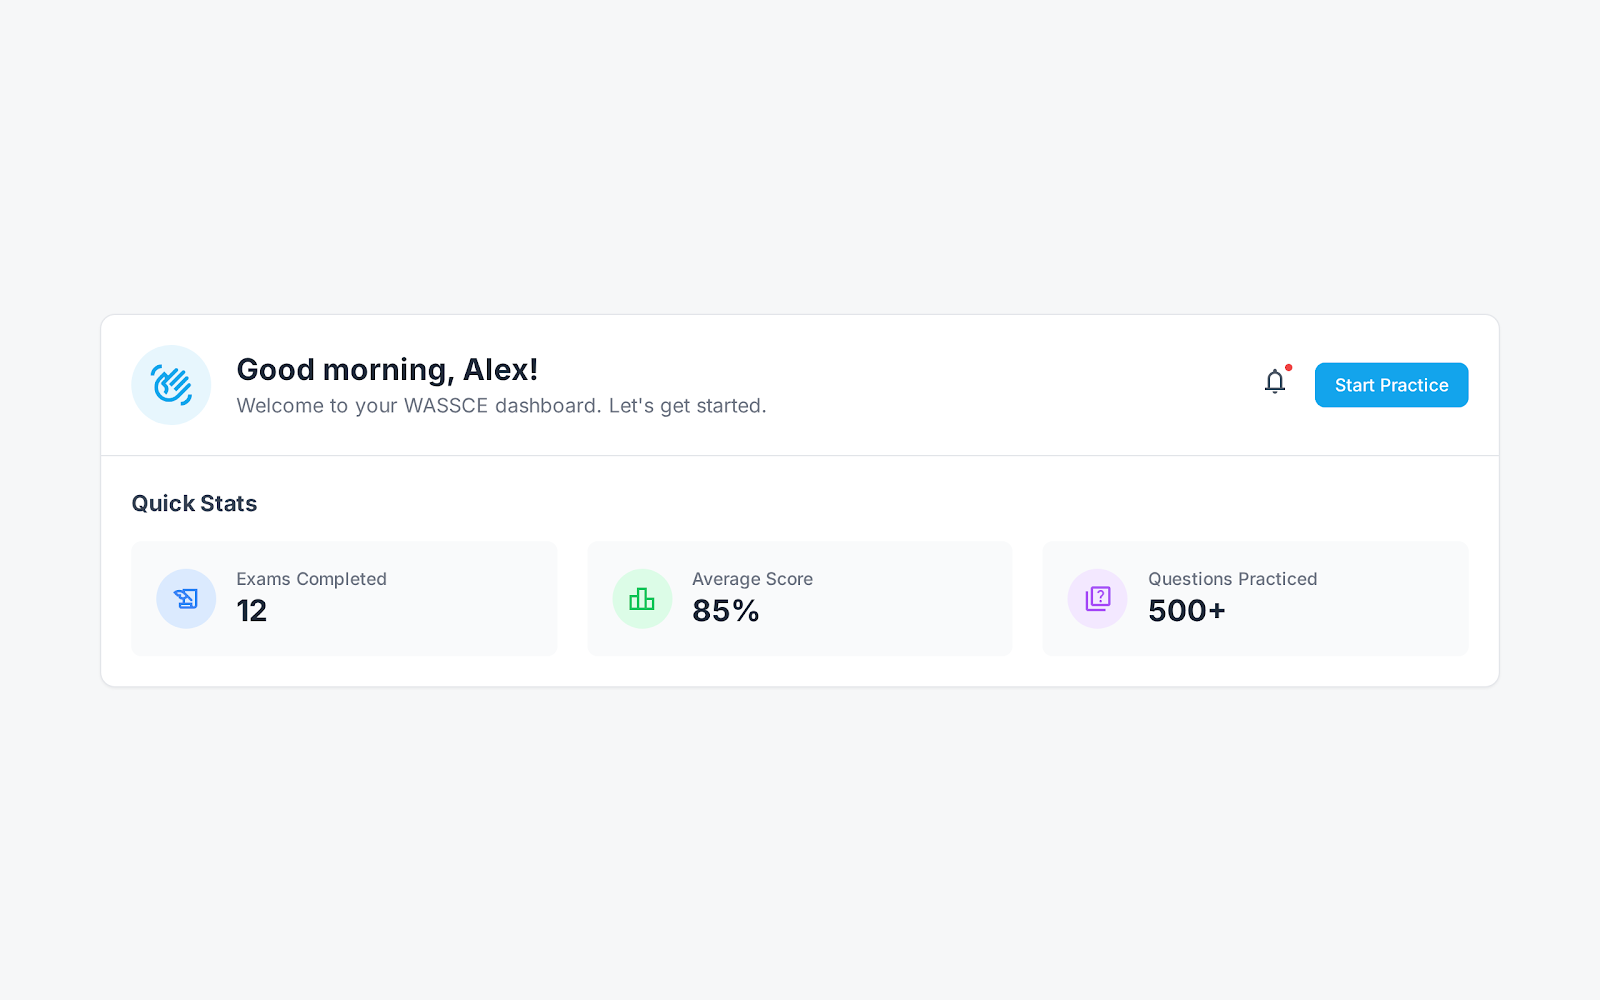 Good morning, Alex!
Welcome to your WASSCE dashboard. Let's get started.
Start Practice
Quick Stats
Exams Completed
12
Average Score
85%
Questions Practiced
500+